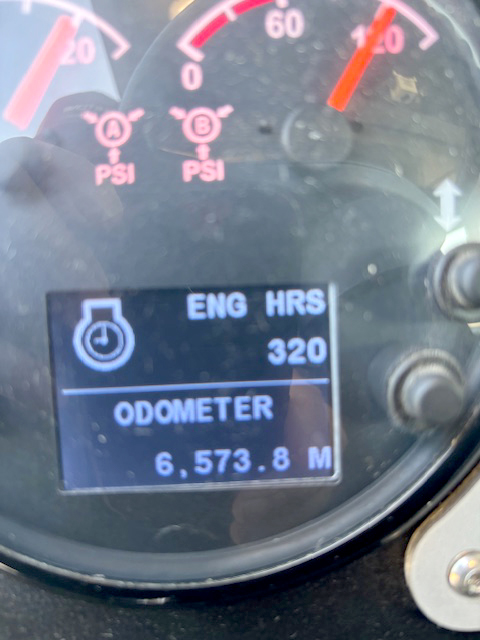 20
60
120
0
A
B
PSI
PSI
ENG HRS
320
ODOMETER
6,573.8 M